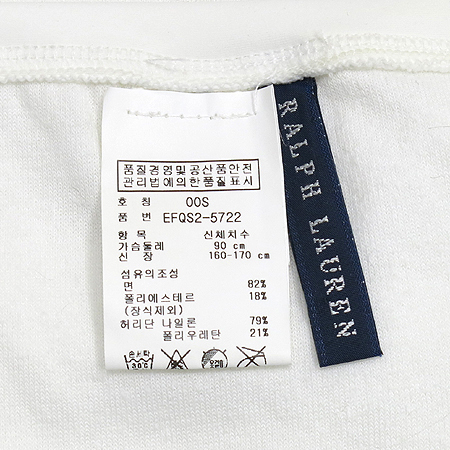 품질경영및공산품안전
관리법에의한품질표시
호 칭 00S
품 번 EFQS2-5722
항 목 신체치수
가슴둘레 90 cm
신 장 160-170 cm
섬유의조성
면 82%
폴리에스테르 18%
(장식제외)
허리단 나일론 79%
폴리우레탄 21%
손세탁
30℃
RALPH LAUREN